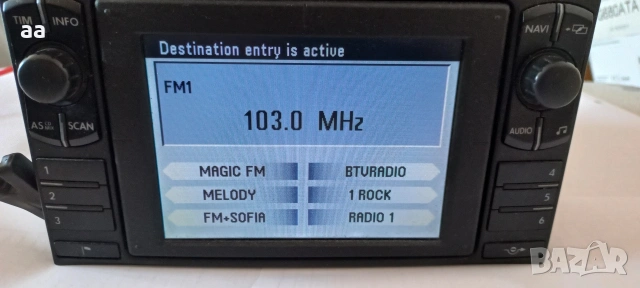 TIM INFO
aa
AS SCAN
1
2
3
Destination entry is active
FM1
103.0 MHz
MAGIC FM BTVRADIO
MELODY 1 ROCK
FM+SOFIA RADIO 1
NAVI
AUDIO
4
5
6
BAZAR